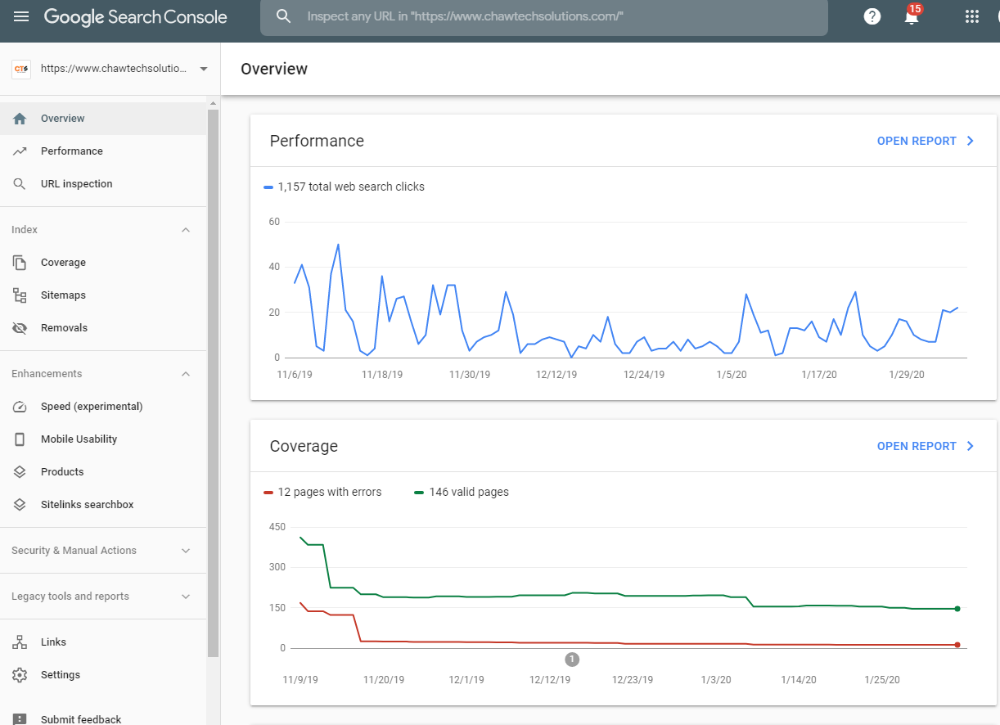 Google Search Console
Inspect any URL in "https://www.chawtechsolutions.com/"
?
15
CTS
https://www.chawtechsolutio...
Overview
Overview
Performance
URL inspection
Index
Coverage
Sitemaps
Removals
Enhancements
Speed (experimental)
Mobile Usability
Products
Sitelinks searchbox
Security & Manual Actions
Legacy tools and reports
Links
Settings
Submit feedback
Performance
OPEN REPORT
1,157 total web search clicks
60
40
20
0
11/6/19 11/18/19 11/30/19 12/12/19 12/24/19 1/5/20 1/17/20 1/29/20
Coverage
OPEN REPORT
12 pages with errors 146 valid pages
450
300
150
0
1
11/9/19 11/20/19 12/1/19 12/12/19 12/23/19 1/3/20 1/14/20 1/25/20